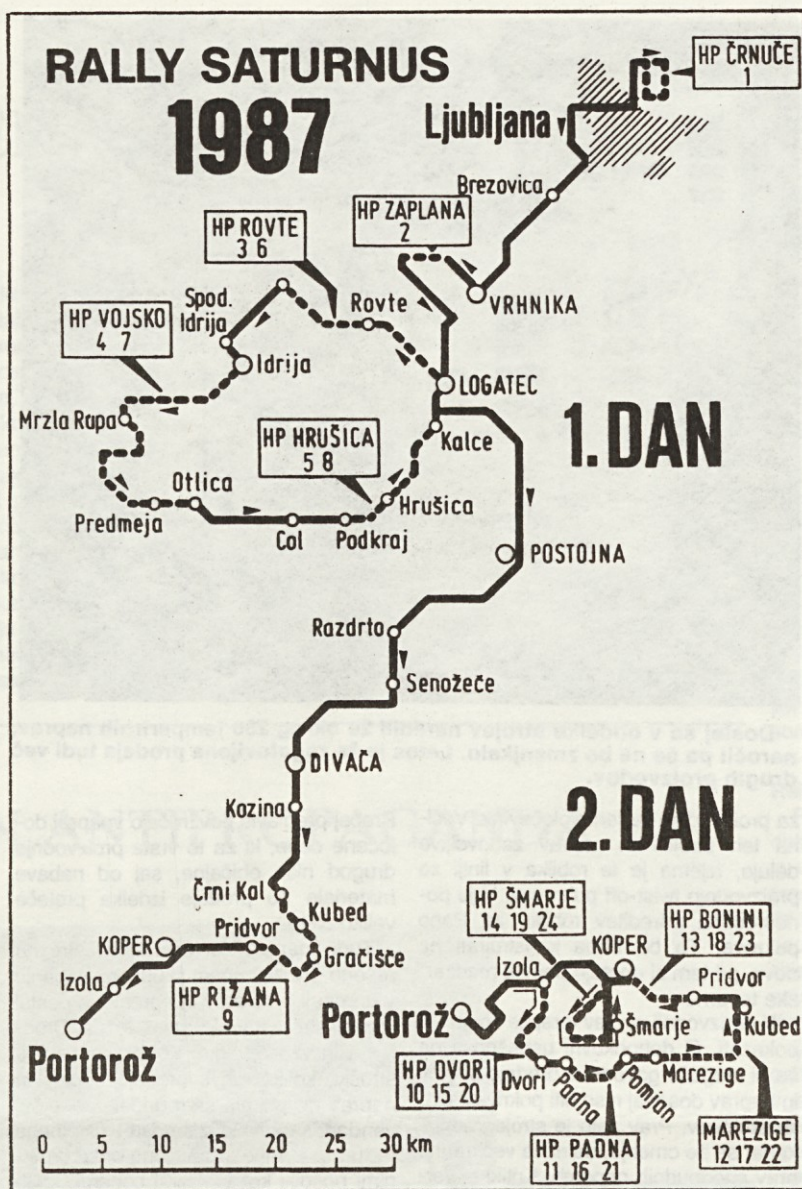 RALLY SATURNUS
1987
HP ČRNUČE
1
Ljubljana
Brezovica
HP ZAPLANA
2
HP ROVTE
3 6
VRHNIKA
Spod.
Idrija
Rovte
HP VOJSKO
4 7
Idrija
LOGATEC
Mrzla Rapa
HP HRUŠICA
5 8
Kalce
1. DAN
Otlica
Hrušica
Predmeja
Col
Podkraj
POSTOJNA
Razdrto
Senožeče
DIVAČA
Kozina
2. DAN
Črni Kal
Kubed
KOPER
Pridvor
Gračišče
Izola
HP RIŽANA
9
Portorož
HP ŠMARJE
14 19 24
HP BONINI
13 18 23
KOPER
Izola
Pridvor
Portorož
Šmarje
Kubed
HP DVORI
10 15 20
Dvori
Padna
Pomjan
Marezige
HP PADNA
11 16 21
MAREZIGE
12 17 22
0 5 10 15 20 25 30 km